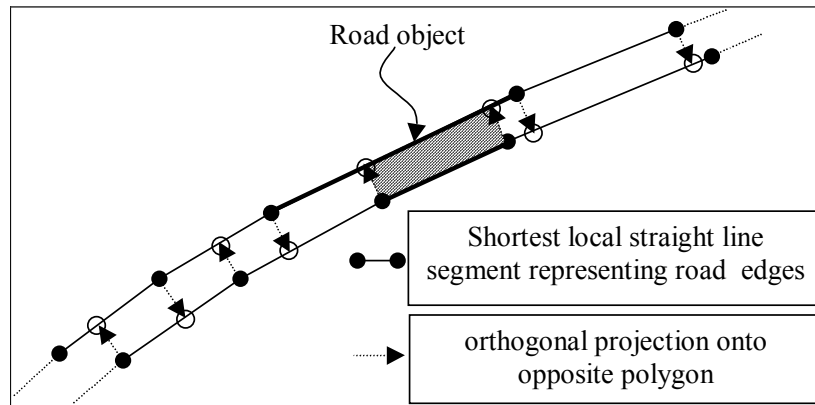 Road object
Shortest local straight line
segment representing road edges
orthogonal projection onto
opposite polygon